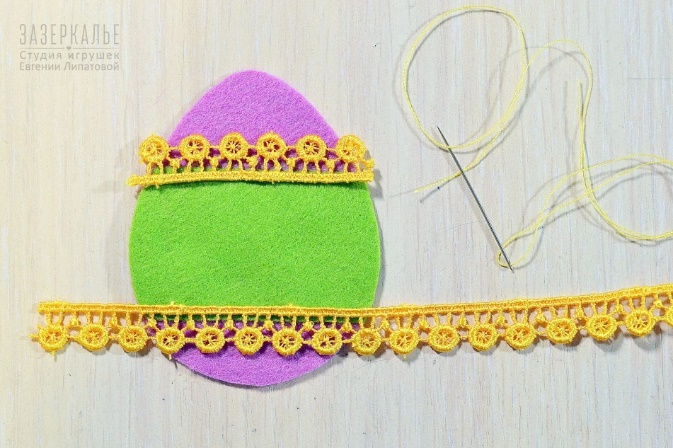 ЗАЗЕРКАЛЬЕ
Студия игрушек
Евгении Липатовой